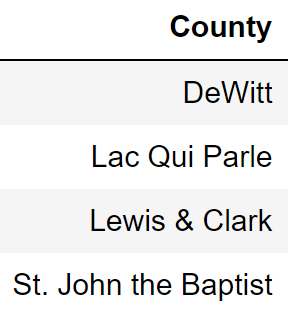 County
DeWitt
Lac Qui Parle
Lewis & Clark
St. John the Baptist